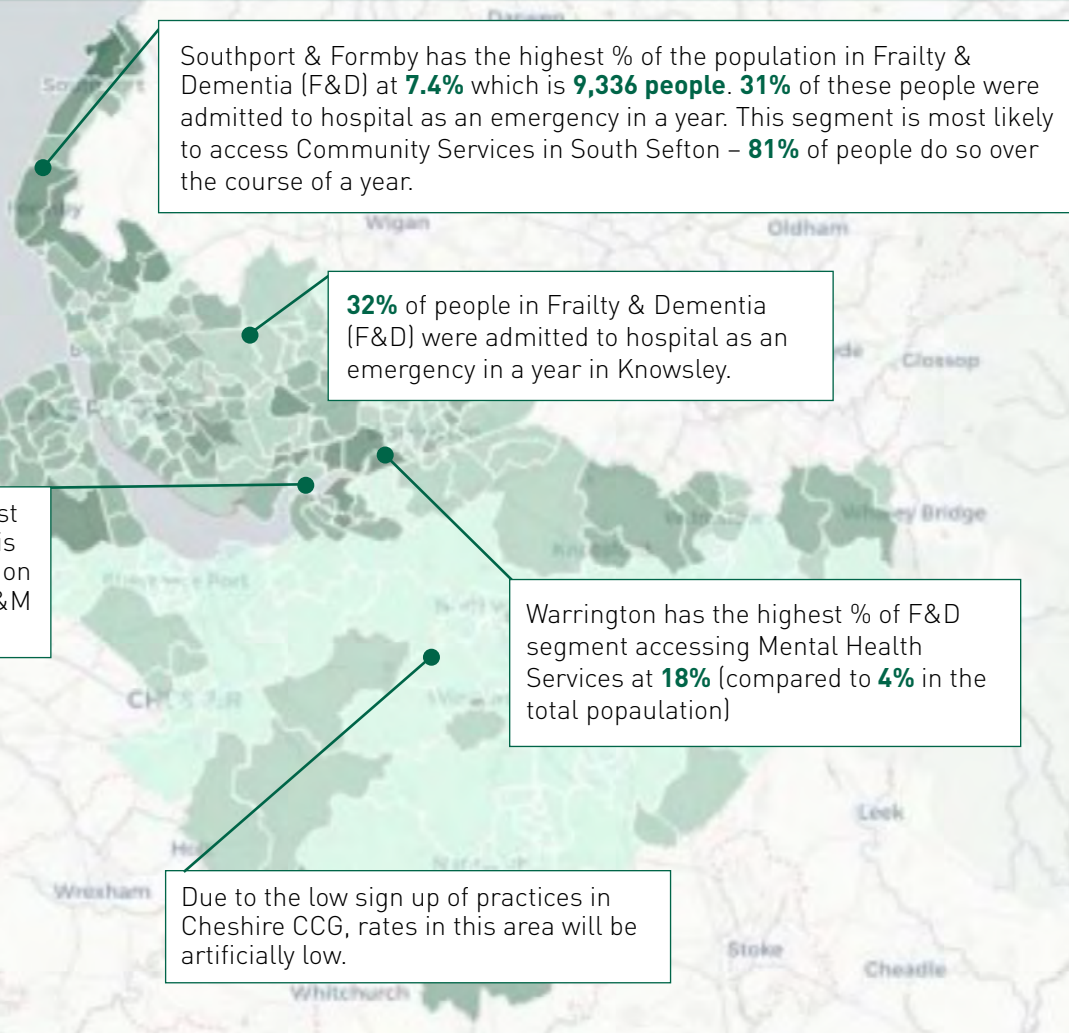 Darwen
Southport & Formby has the highest % of the population in Frailty &
Dementia (F&D) at 7.4% which is 9,336 people. 31% of these people were
admitted to hospital as an emergency in a year. This segment is most likely
to access Community Services in South Sefton – 81% of people do so over
the course of a year.
Wigan
Oldham
32% of people in Frailty & Dementia
(F&D) were admitted to hospital as an
emergency in a year in Knowsley.
Glossop
st
is
on
&M
Whaley Bridge
Warrington has the highest % of F&D
segment accessing Mental Health
Services at 18% (compared to 4% in the
total popaulation)
Leek
Wrexham
Due to the low sign up of practices in
Cheshire CCG, rates in this area will be
artificially low.
Stoke
Cheadle
Whitchurch